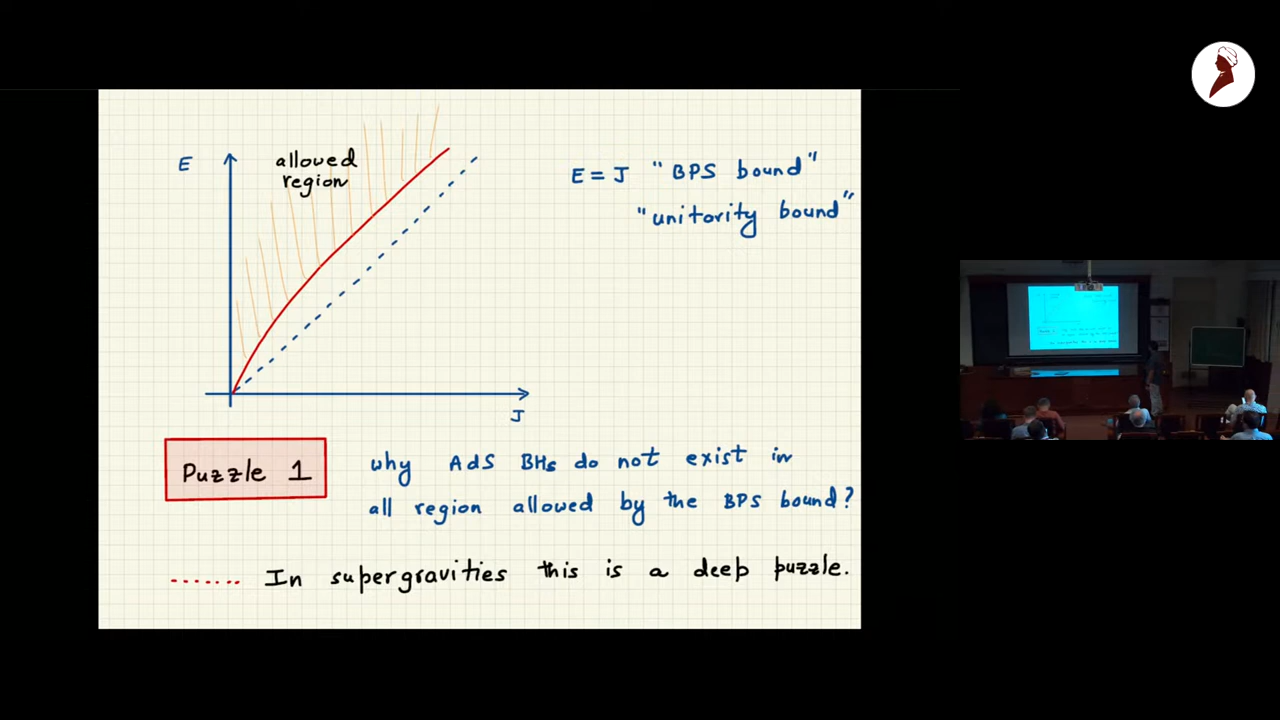 E
allowed
region
J
E = J "BPS bound"
"unitority bound"
Puzzle 1
why AdS BHs do not exist in
all region allowed by the BPS bound?
....... In supergravities this is a deep puzzle.